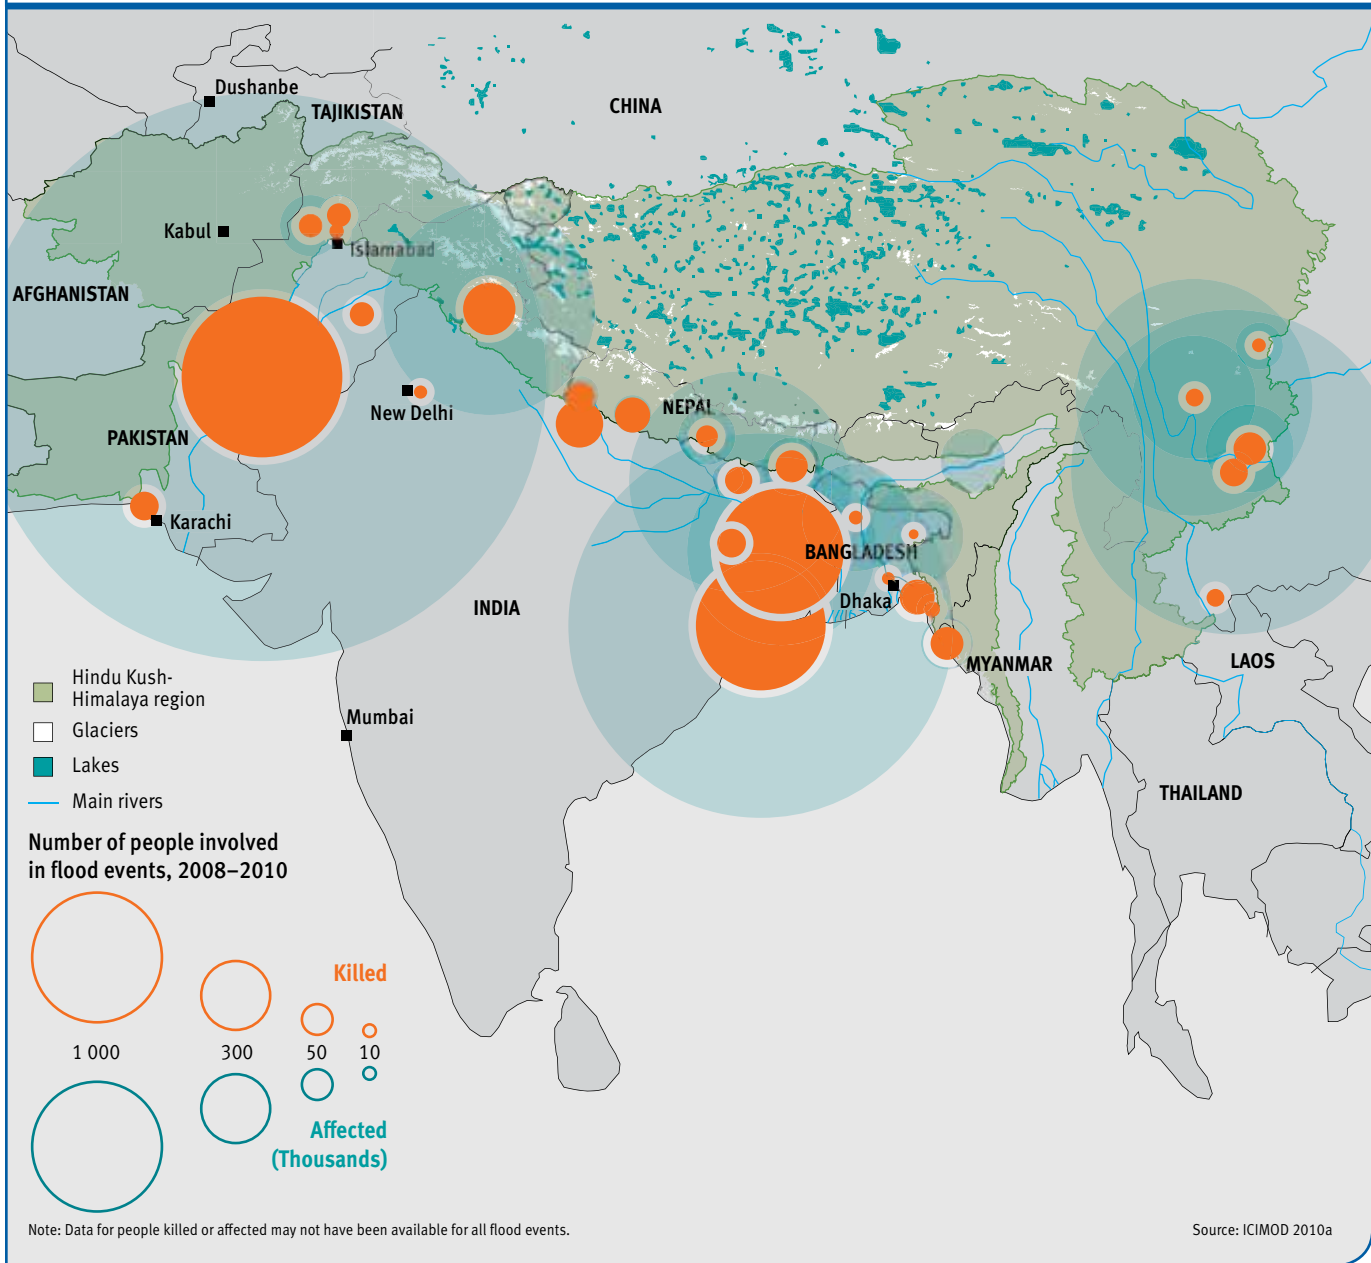 Dushanbe
TAJIKISTAN
CHINA
Kabul
Islamabad
AFGHANISTAN
New Delhi
NEPAL
PAKISTAN
Karachi
BANGLADESH
Dhaka
INDIA
MYANMAR
LAOS
Mumbai
THAILAND
Hindu Kush-
Himalaya region
Glaciers
Lakes
Main rivers
Number of people involved
in flood events, 2008–2010
Killed
1 000 300 50 10
Affected
(Thousands)
Note: Data for people killed or affected may not have been available for all flood events.
Source: ICIMOD 2010a